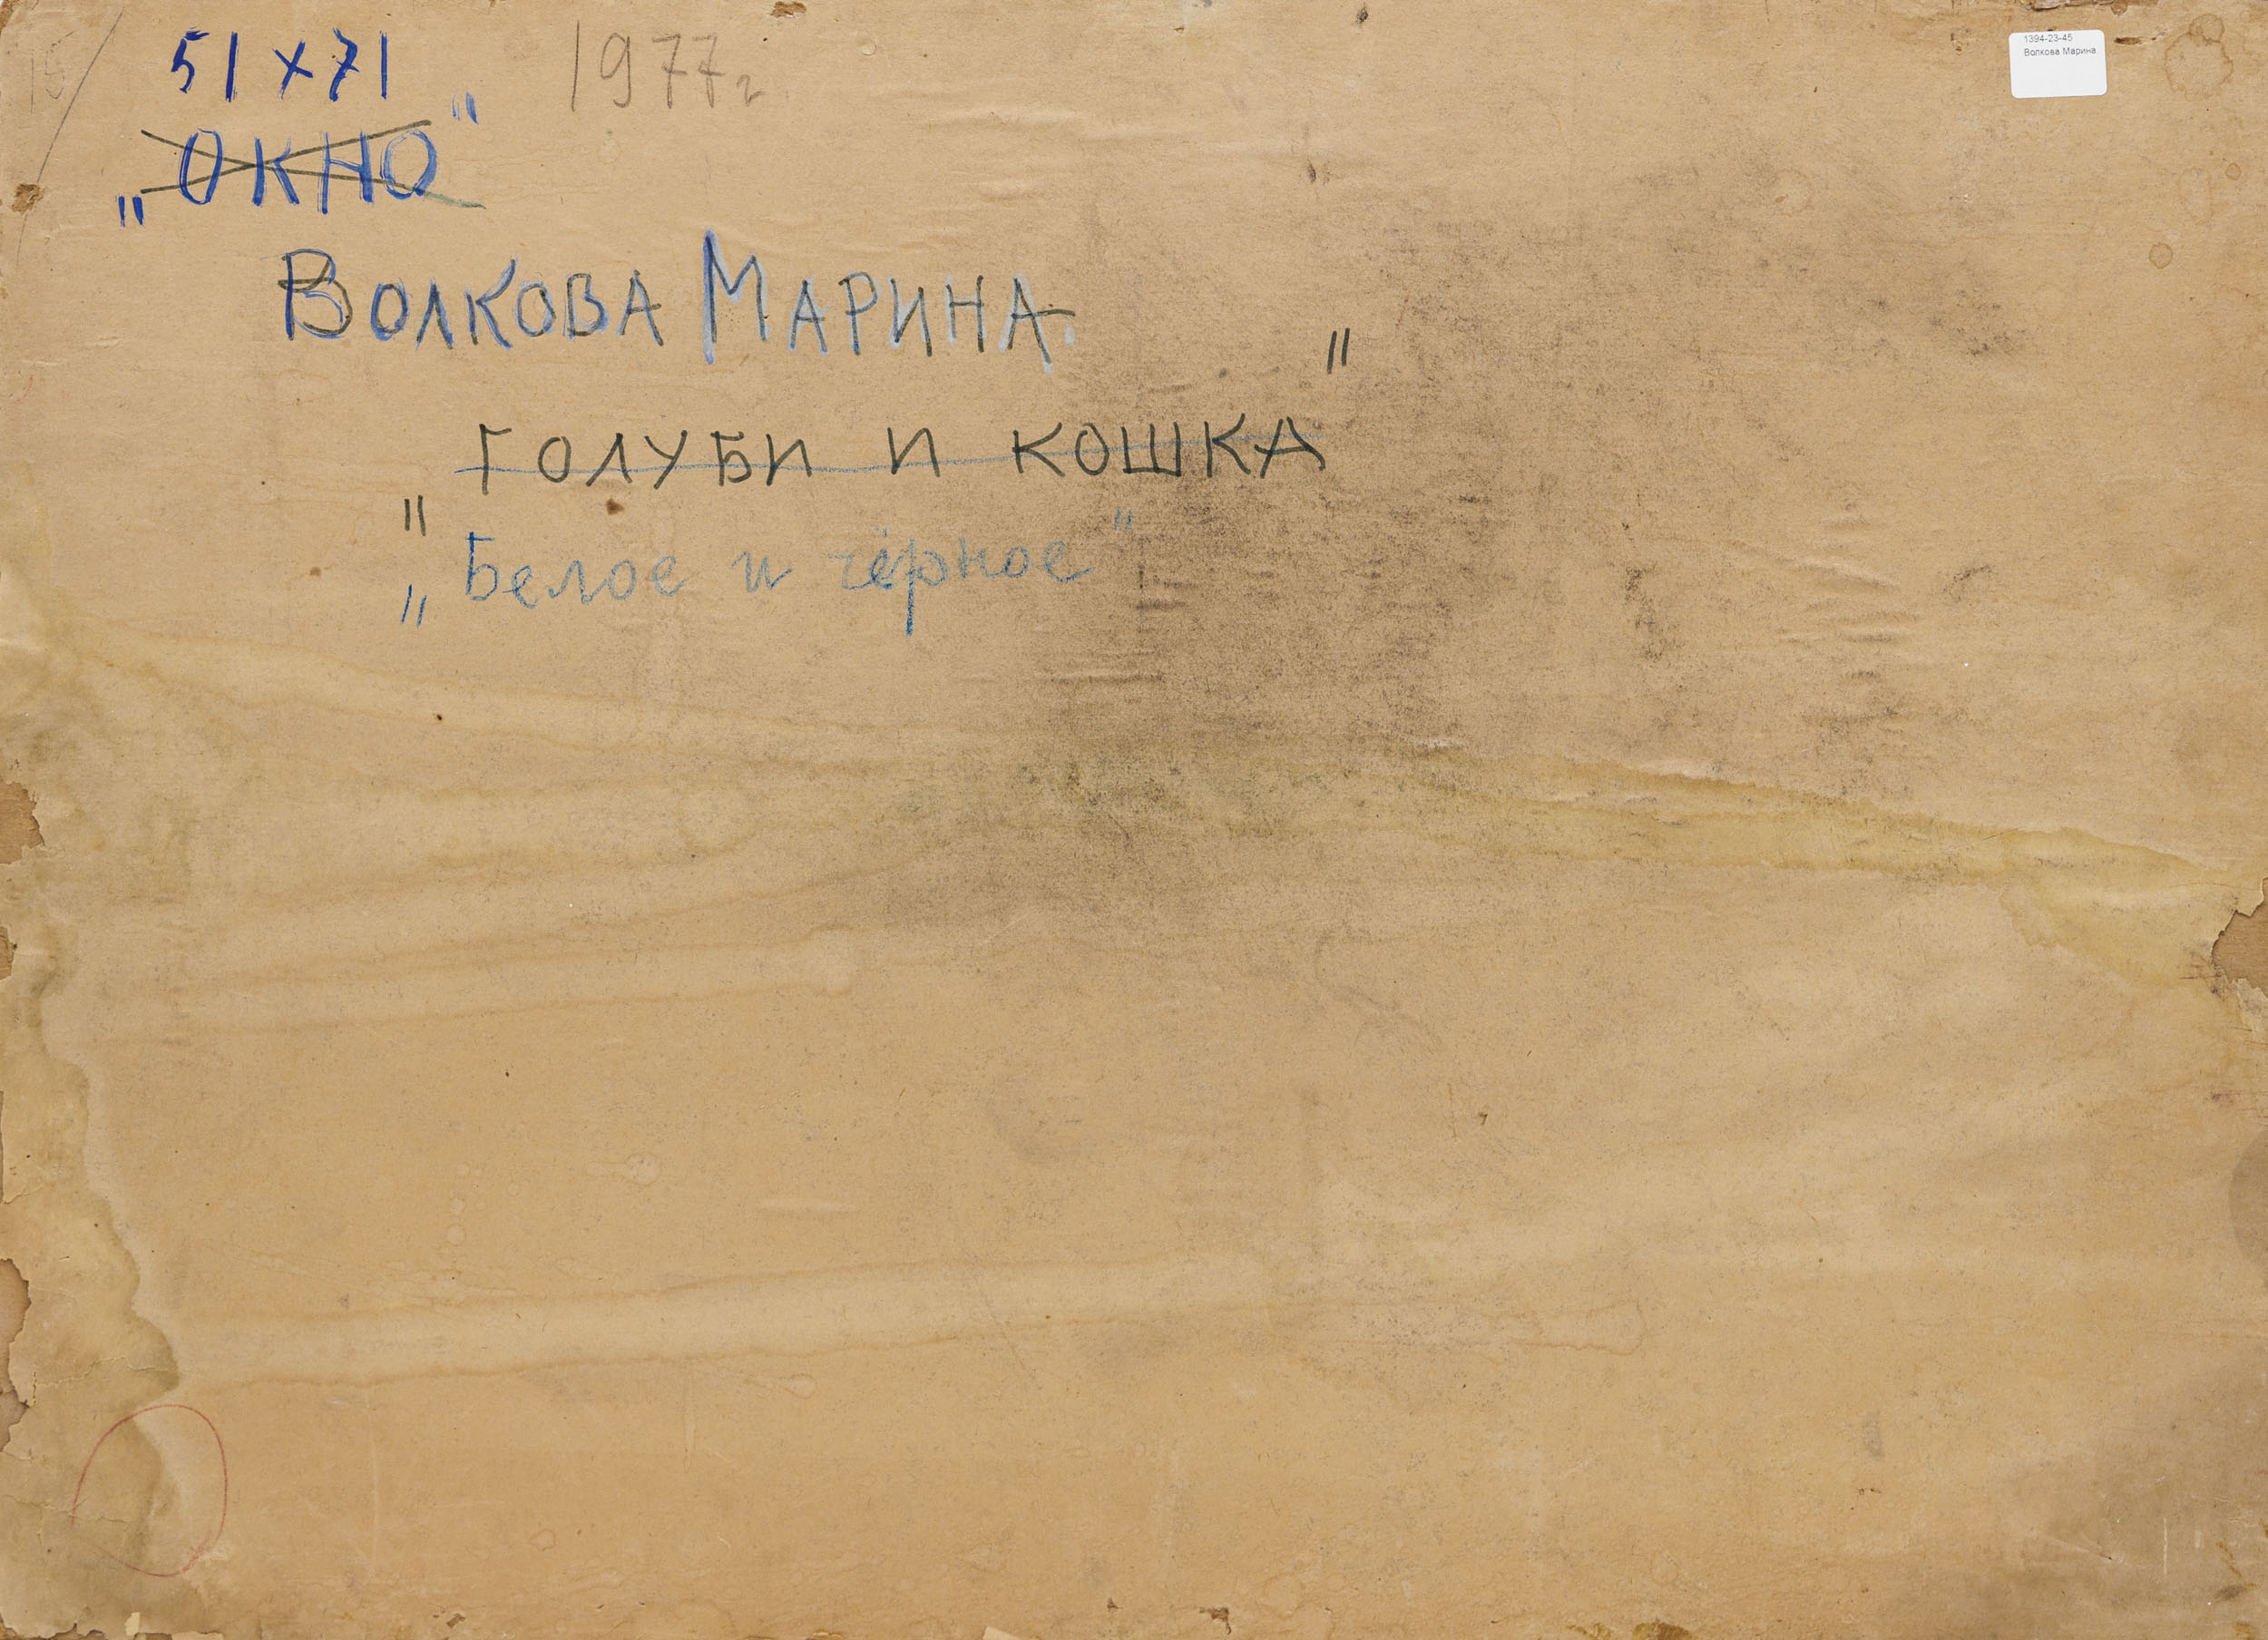 51 x 71
1977г.
„ОКНО"
ВОЛКОВА МАРИНА.
„ГОЛУБИ И КОШКА"
„Белое и чёрное"
1394-23-45
Волкова Марина